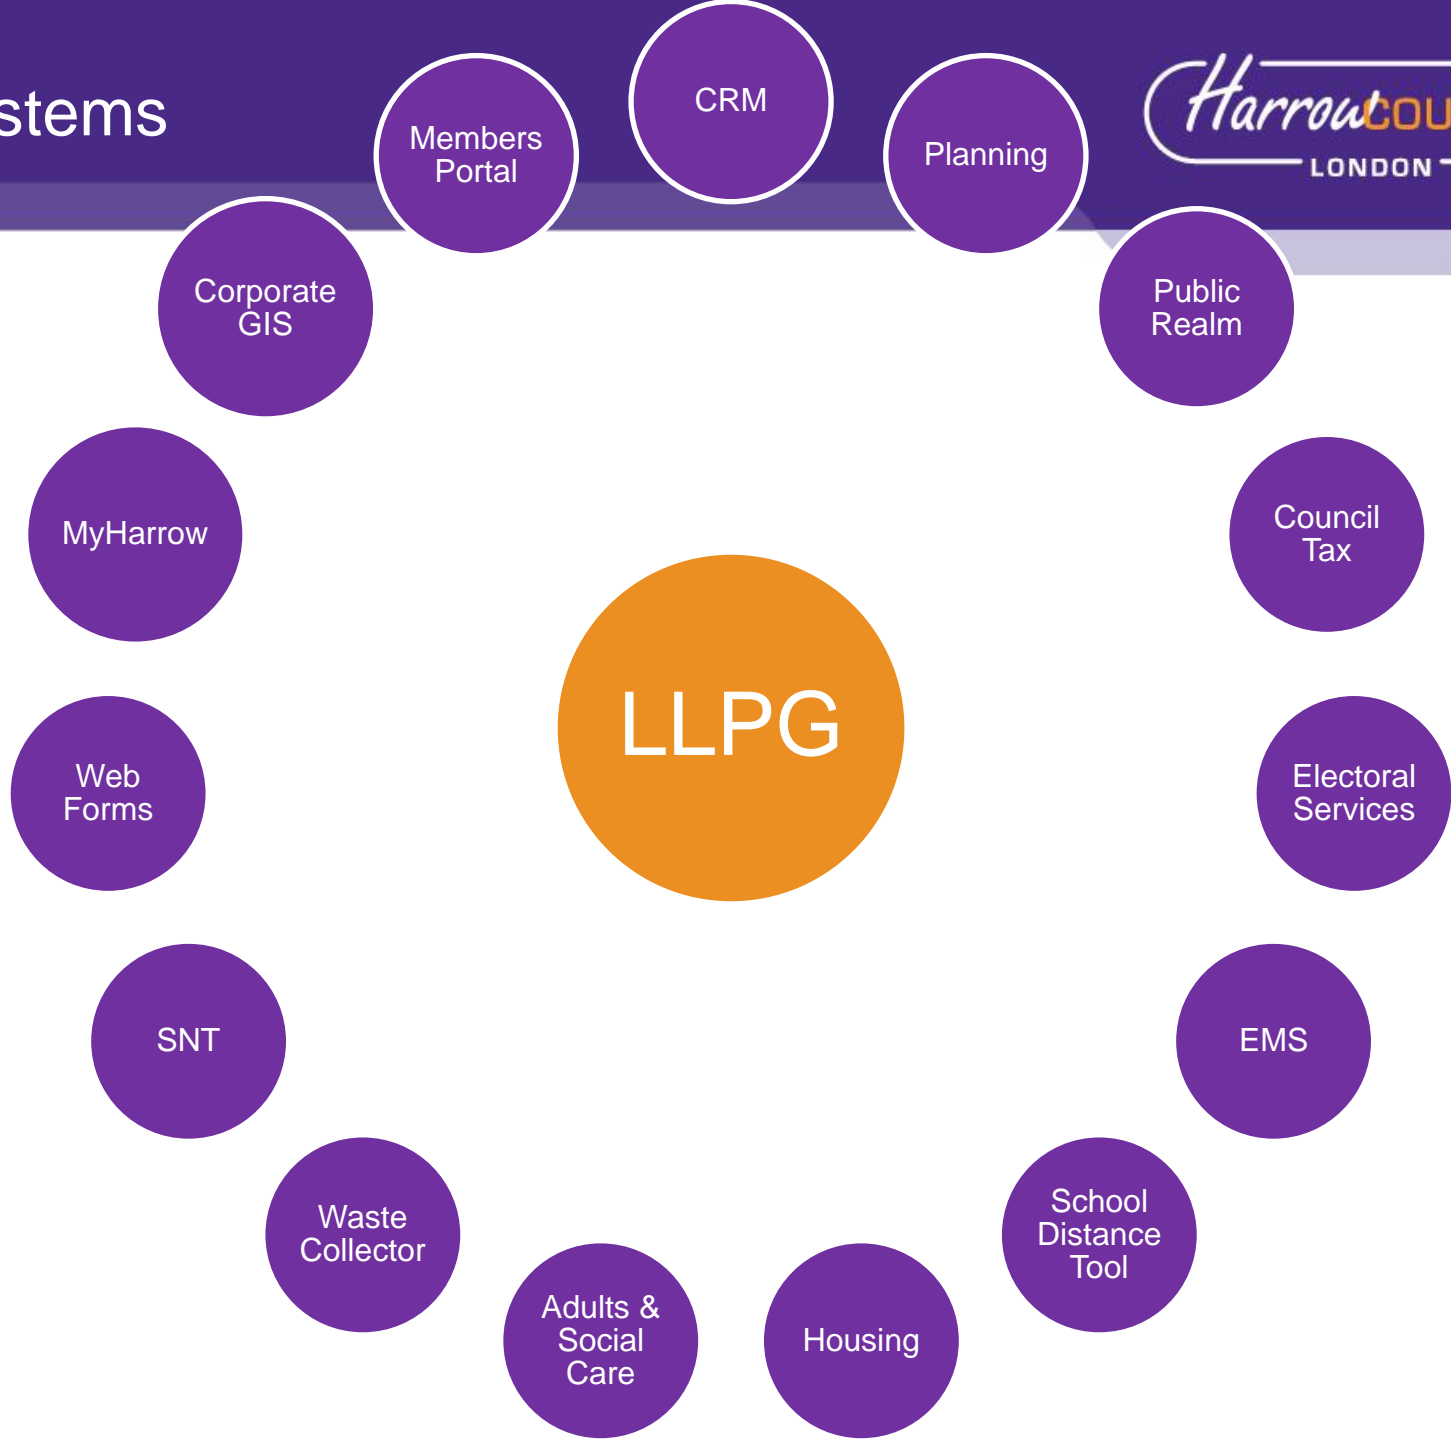 stems
Harrow
LONDON
CRM
Members
Portal
Planning
Corporate
GIS
Public
Realm
MyHarrow
Council
Tax
LLPG
Web
Forms
Electoral
Services
SNT
EMS
Waste
Collector
School
Distance
Tool
Adults &
Social
Care
Housing